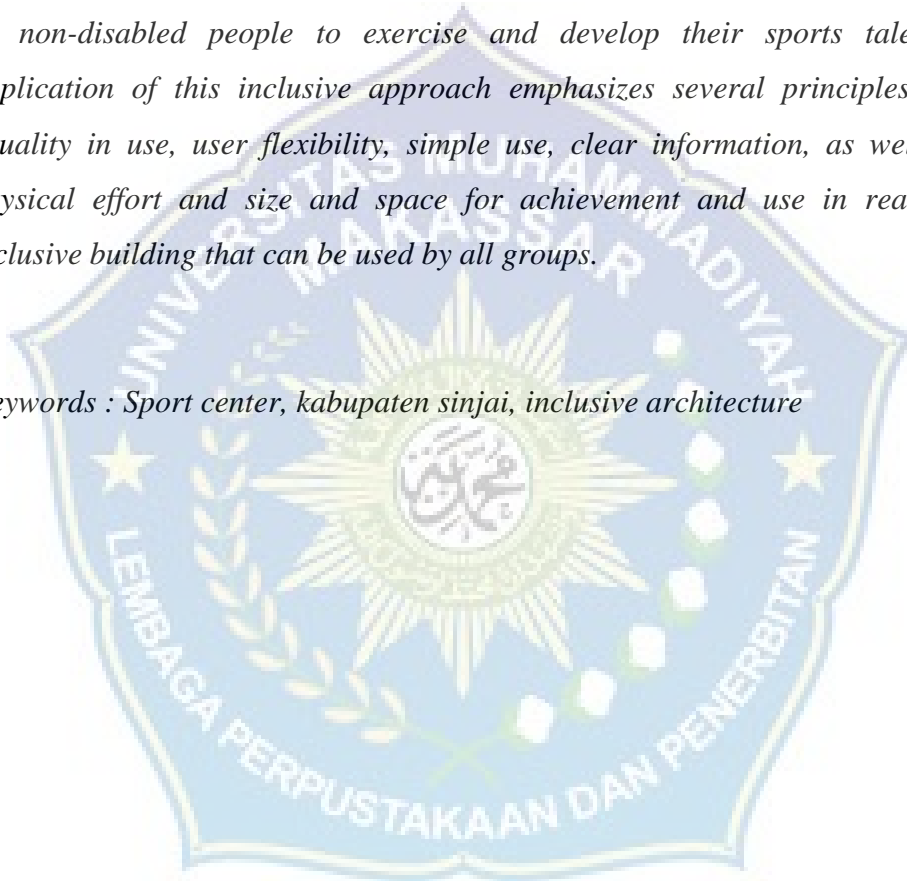 non-disabled people to exercise and develop their sports tale
plication of this inclusive approach emphasizes several principles
uality in use, user flexibility, simple use, clear information, as wel
ysical effort and size and space for achievement and use in rea
clusive building that can be used by all groups.
eywords : Sport center, kabupaten sinjai, inclusive architecture
UNIVERSITAS MUHAMMADIYAH
MAKASSAR
LEMBAGA PERPUSTAKAAN DAN PENERBITAN